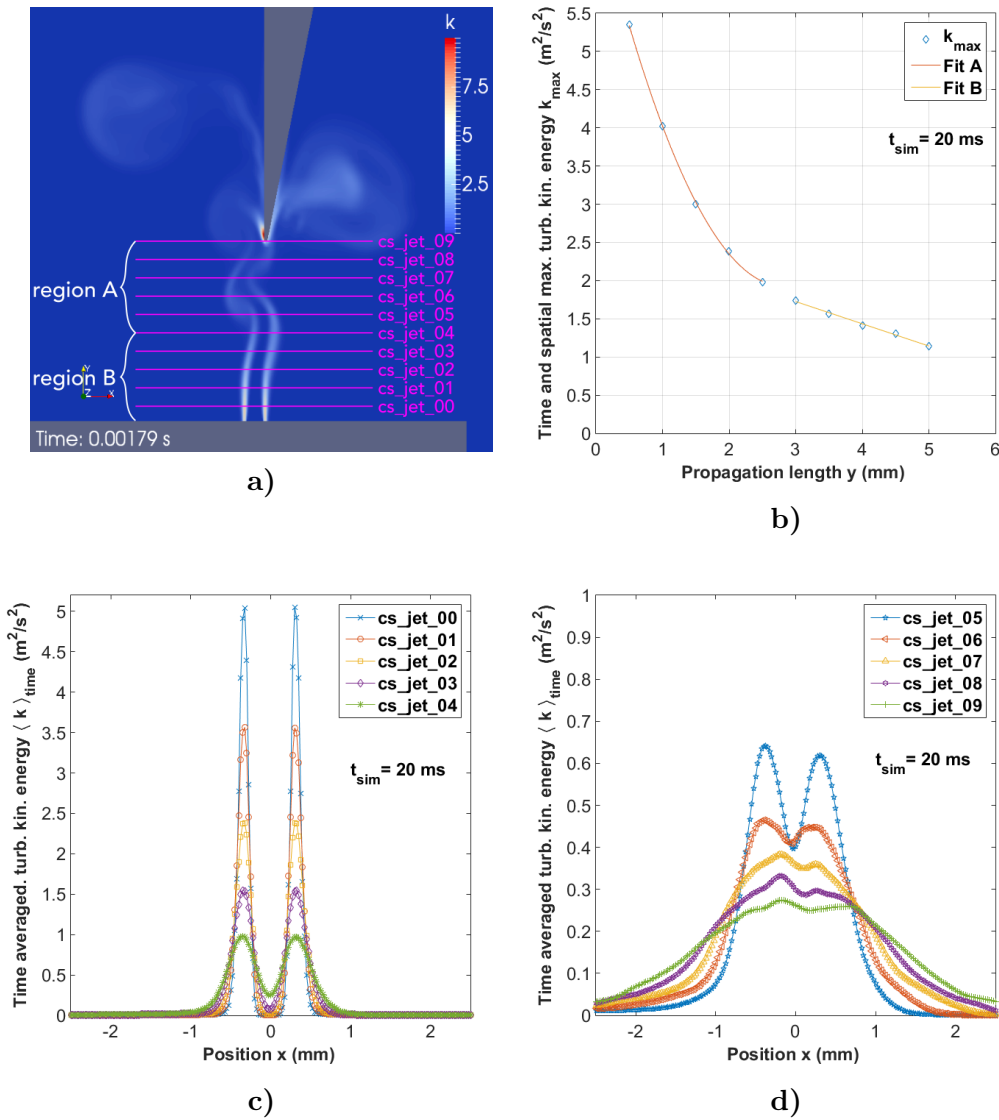 k
7.5
5
2.5
cs_jet_09
cs_jet_08
cs_jet_07
region A
cs_jet_06
cs_jet_05
cs_jet_04
cs_jet_03
region B
cs_jet_02
cs_jet_01
cs_jet_00
Y
Z
X
Time: 0.00179 s
a)
Time and spatial max. turb. kin. energy k_max (m²/s²)
5.5
5
4.5
4
3.5
3
2.5
2
1.5
1
0.5
0
0 1 2 3 4 5 6
Propagation length y (mm)
k_max
Fit A
Fit B
t_sim= 20 ms
b)
Time averaged. turb. kin. energy ⟨ k ⟩_time (m²/s²)
5
4.5
4
3.5
3
2.5
2
1.5
1
0.5
0
-2 -1 0 1 2
Position x (mm)
cs_jet_00
cs_jet_01
cs_jet_02
cs_jet_03
cs_jet_04
t_sim= 20 ms
c)
Time averaged turb. kin. energy ⟨ k ⟩_time (m²/s²)
1
0.9
0.8
0.7
0.6
0.5
0.4
0.3
0.2
0.1
0
-2 -1 0 1 2
Position x (mm)
cs_jet_05
cs_jet_06
cs_jet_07
cs_jet_08
cs_jet_09
t_sim= 20 ms
d)